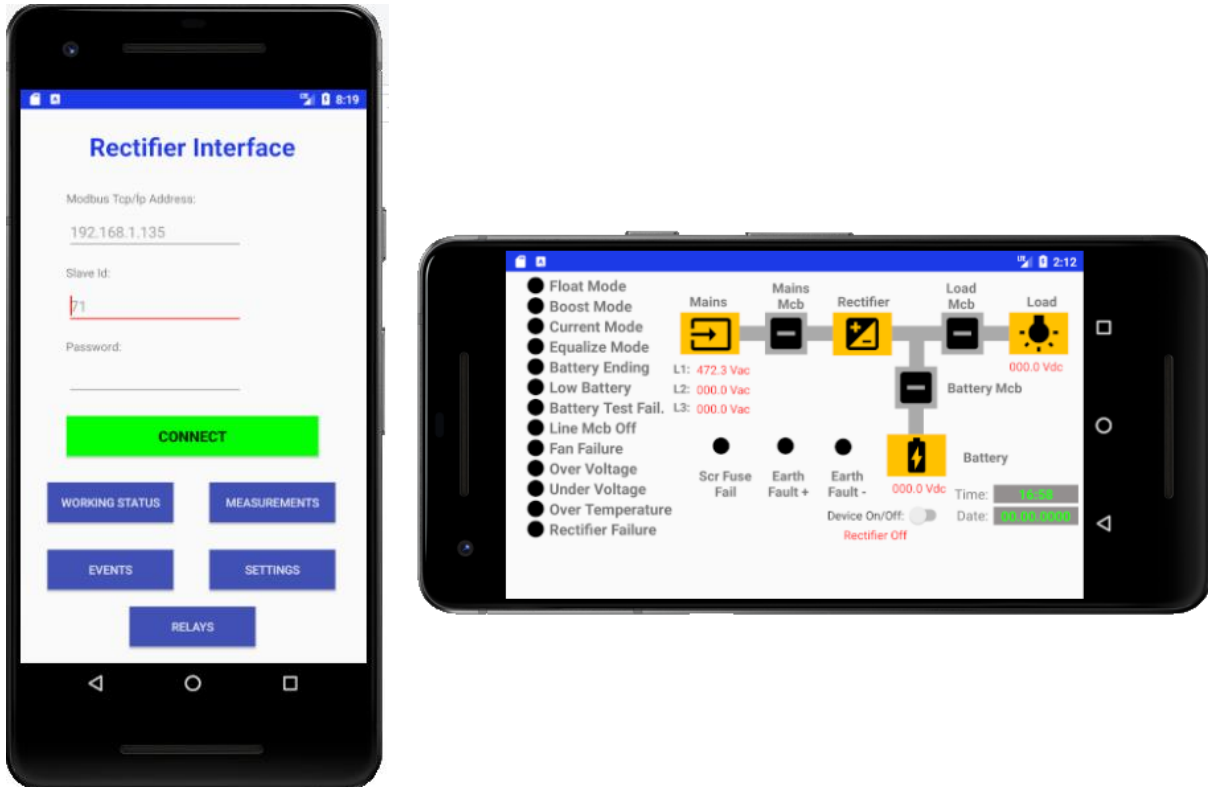 8:19
Rectifier Interface
Modbus Tcp/İp Address:
192.168.1.135
Slave Id:
71
Password:
CONNECT
WORKING STATUS
MEASUREMENTS
EVENTS
SETTINGS
RELAYS
2:12
Float Mode
Boost Mode
Current Mode
Equalize Mode
Battery Ending
Low Battery
Battery Test Fail.
Line Mcb Off
Fan Failure
Over Voltage
Under Voltage
Over Temperature
Rectifier Failure
Mains
Mains
Mcb
Rectifier
Load
Mcb
Load
L1: 472.3 Vac
L2: 000.0 Vac
L3: 000.0 Vac
000.0 Vdc
Battery Mcb
Scr Fuse
Fail
Earth
Fault +
Earth
Fault -
Battery
000.0 Vdc
Time: 16:58
Date: 00.00.0000
Device On/Off:
Rectifier Off